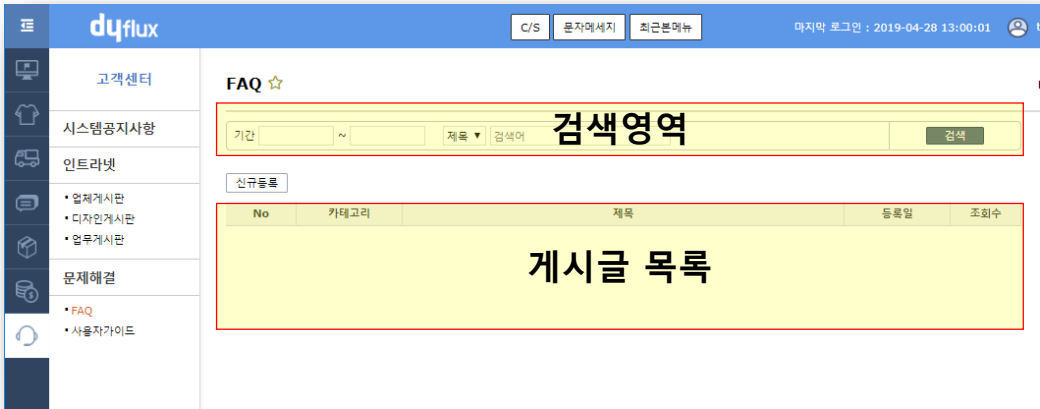 dyflux
C/S 문자메세지 최근본메뉴
마지막 로그인 : 2019-04-28 13:00:01
고객센터
시스템공지사항
인트라넷
• 업체게시판
• 디자인게시판
• 업무게시판
문제해결
• FAQ
• 사용자가이드
FAQ ☆
기간 ~ 제목 ▼ 검색어 검색
검색영역
신규등록
No 카테고리 제목 등록일 조회수
게시글 목록